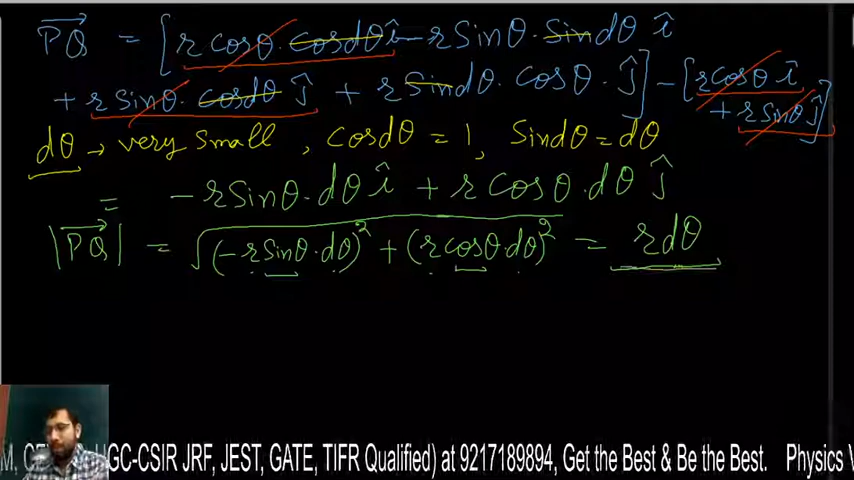 PQ⃗ = [r cosθ · cosdθ î - r Sinθ · Sindθ î
+ r sinθ · cosdθ ĵ + r Sindθ · cosθ · ĵ] - [r cosθ î
+ r sinθ ĵ]
dθ → very small , cosdθ = 1, Sindθ = dθ
= - r Sinθ · dθ î + r cosθ · dθ ĵ
|PQ⃗| = √(-r Sinθ · dθ)² + (r cosθ · dθ)² = r dθ
UGC-CSIR JRF, JEST, GATE, TIFR Qualified) at 9217189894, Get the Best & Be the Best. Physics